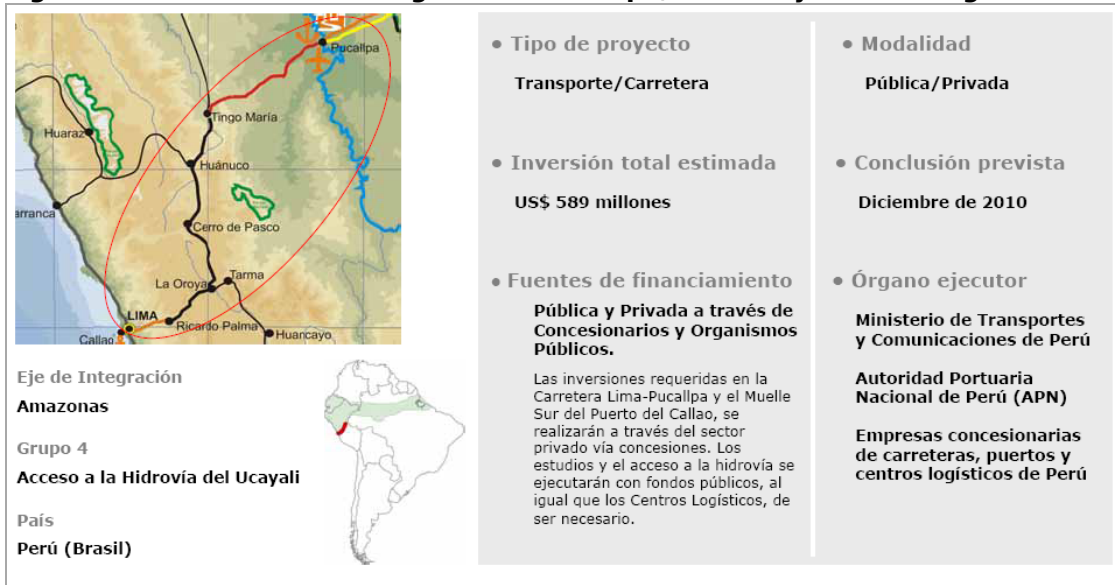 Pucallpa
Tingo María
Huaraz
Huánuco
arranca
Cerro de Pasco
La Oroya
Tarma
LIMA
Ricardo Palma
Callao
Huancayo
Eje de Integración
Amazonas
Grupo 4
Acceso a la Hidrovía del Ucayali
País
Perú (Brasil)
• Tipo de proyecto
Transporte/Carretera
• Inversión total estimada
US$ 589 millones
• Fuentes de financiamiento
Pública y Privada a través de
Concesionarios y Organismos
Públicos.
Las inversiones requeridas en la
Carretera Lima-Pucallpa y el Muelle
Sur del Puerto del Callao, se
realizarán a través del sector
privado vía concesiones. Los
estudios y el acceso a la hidrovía se
ejecutarán con fondos públicos, al
igual que los Centros Logísticos, de
ser necesario.
• Modalidad
Pública/Privada
• Conclusión prevista
Diciembre de 2010
• Órgano ejecutor
Ministerio de Transportes
y Comunicaciones de Perú
Autoridad Portuaria
Nacional de Perú (APN)
Empresas concesionarias
de carreteras, puertos y
centros logísticos de Perú